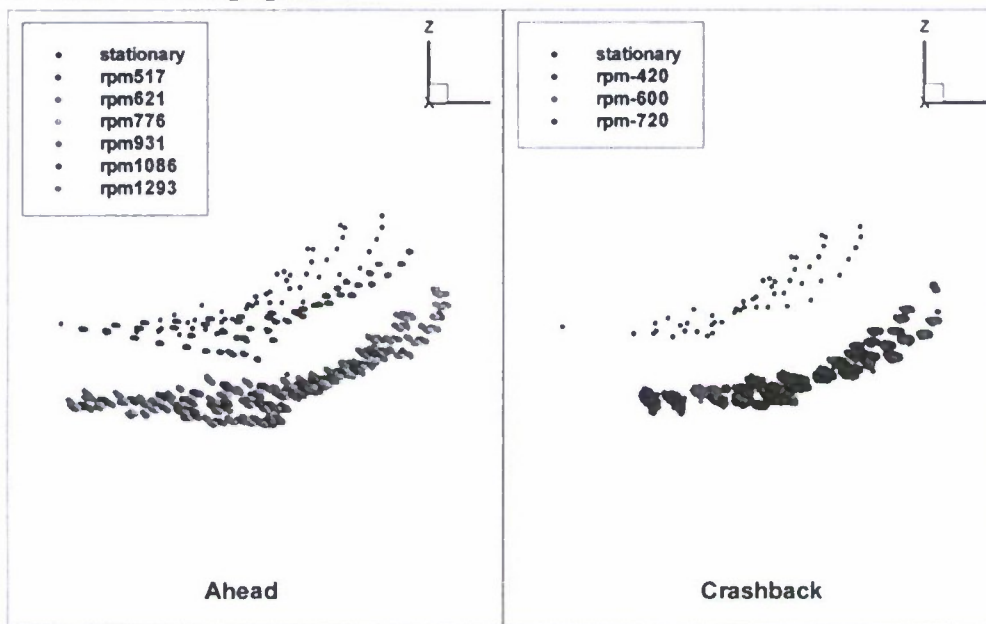 stationary
rpm517
rpm621
rpm776
rpm931
rpm1086
rpm1293
Z
X
Ahead
stationary
rpm-420
rpm-600
rpm-720
Z
X
Crashback